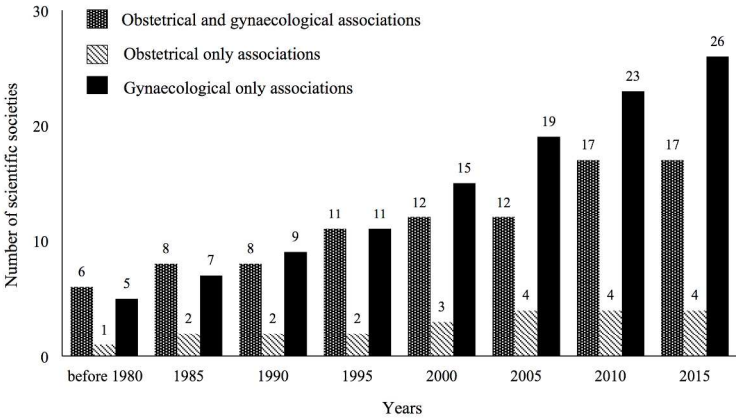 30
20
10
0
Number of scientific societies
Obstetrical and gynaecological associations
Obstetrical only associations
Gynaecological only associations
6 1 5
8 2 7
8 2 9
11 2 11
12 3 15
12 4 19
17 4 23
17 4 26
before 1980 1985 1990 1995 2000 2005 2010 2015
Years